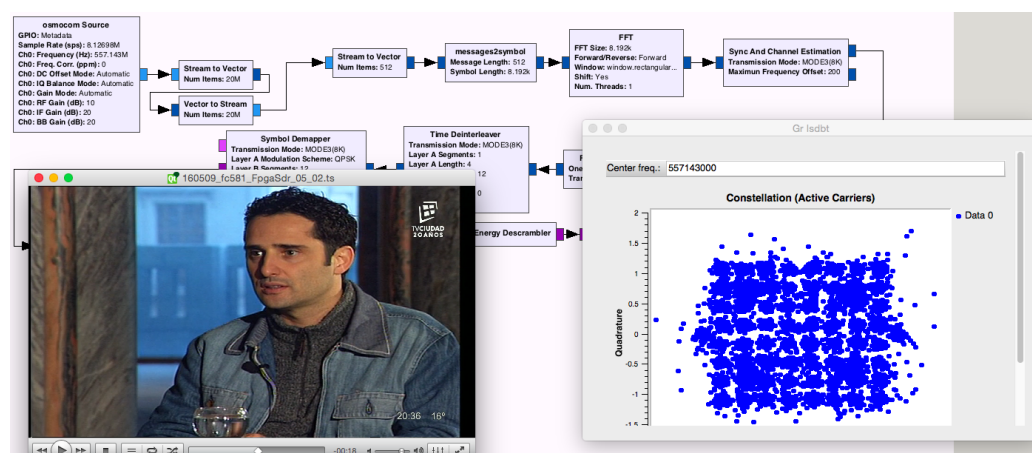 osmocom Source
GPIO: Metadata
Sample Rate (sps): 8.12698M
Ch0: Frequency (Hz): 557.143M
Ch0: Freq. Corr. (ppm): 0
Ch0: DC Offset Mode: Automatic
Ch0: IQ Balance Mode: Automatic
Ch0: Gain Mode: Automatic
Ch0: RF Gain (dB): 10
Ch0: IF Gain (dB): 20
Ch0: BB Gain (dB): 20
Stream to Vector
Num Items: 20M
Vector to Stream
Num Items: 20M
Stream to Vector
Num Items: 512
messages2symbol
Message Length: 512
Symbol Length: 8.192k
FFT
FFT Size: 8.192k
Forward/Reverse: Forward
Window: window.rectangular...
Shift: Yes
Num. Threads: 1
Sync And Channel Estimation
Transmission Mode: MODE3(8K)
Maximun Frequency Offset: 200
Symbol Demapper
Transmission Mode: MODE3(8K)
Layer A Modulation Scheme: QPSK
Layer B Segments: 12
Time Deinterleaver
Transmission Mode: MODE3(8K)
Layer A Segments: 1
Layer A Length: 4
12
0
Energy Descrambler
160509_fc581_FpgaSdr_05_02.ts
TVCIUDAD
20AÑOS
20:36 16º
-00:18
Gr Isdbt
Center freq.: 557143000
Constellation (Active Carriers)
Data 0
Quadrature
2
1.5
1
0.5
0
-0.5
-1
-1.5